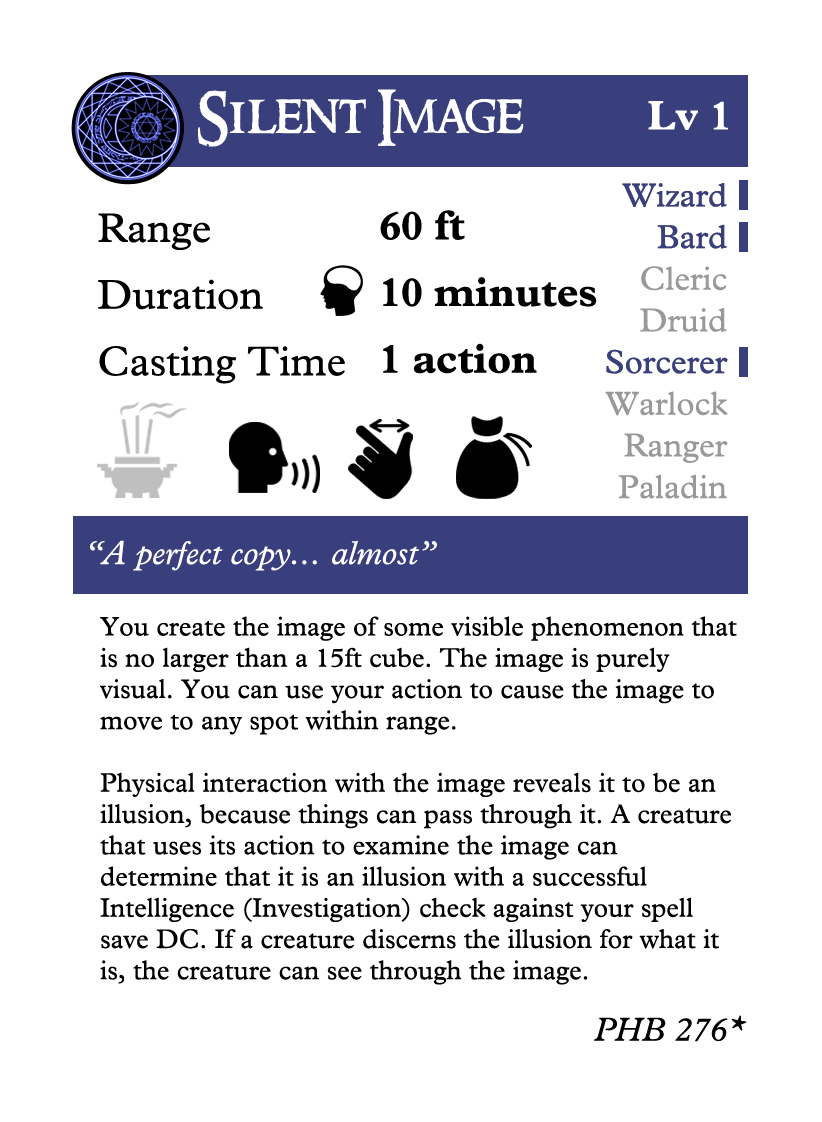 SILENT IMAGE
Lv 1
Range 60 ft
Duration 10 minutes
Casting Time 1 action
Wizard
Bard
Cleric
Druid
Sorcerer
Warlock
Ranger
Paladin
“A perfect copy… almost”
You create the image of some visible phenomenon that
is no larger than a 15ft cube. The image is purely
visual. You can use your action to cause the image to
move to any spot within range.
Physical interaction with the image reveals it to be an
illusion, because things can pass through it. A creature
that uses its action to examine the image can
determine that it is an illusion with a successful
Intelligence (Investigation) check against your spell
save DC. If a creature discerns the illusion for what it
is, the creature can see through the image.
PHB 276*